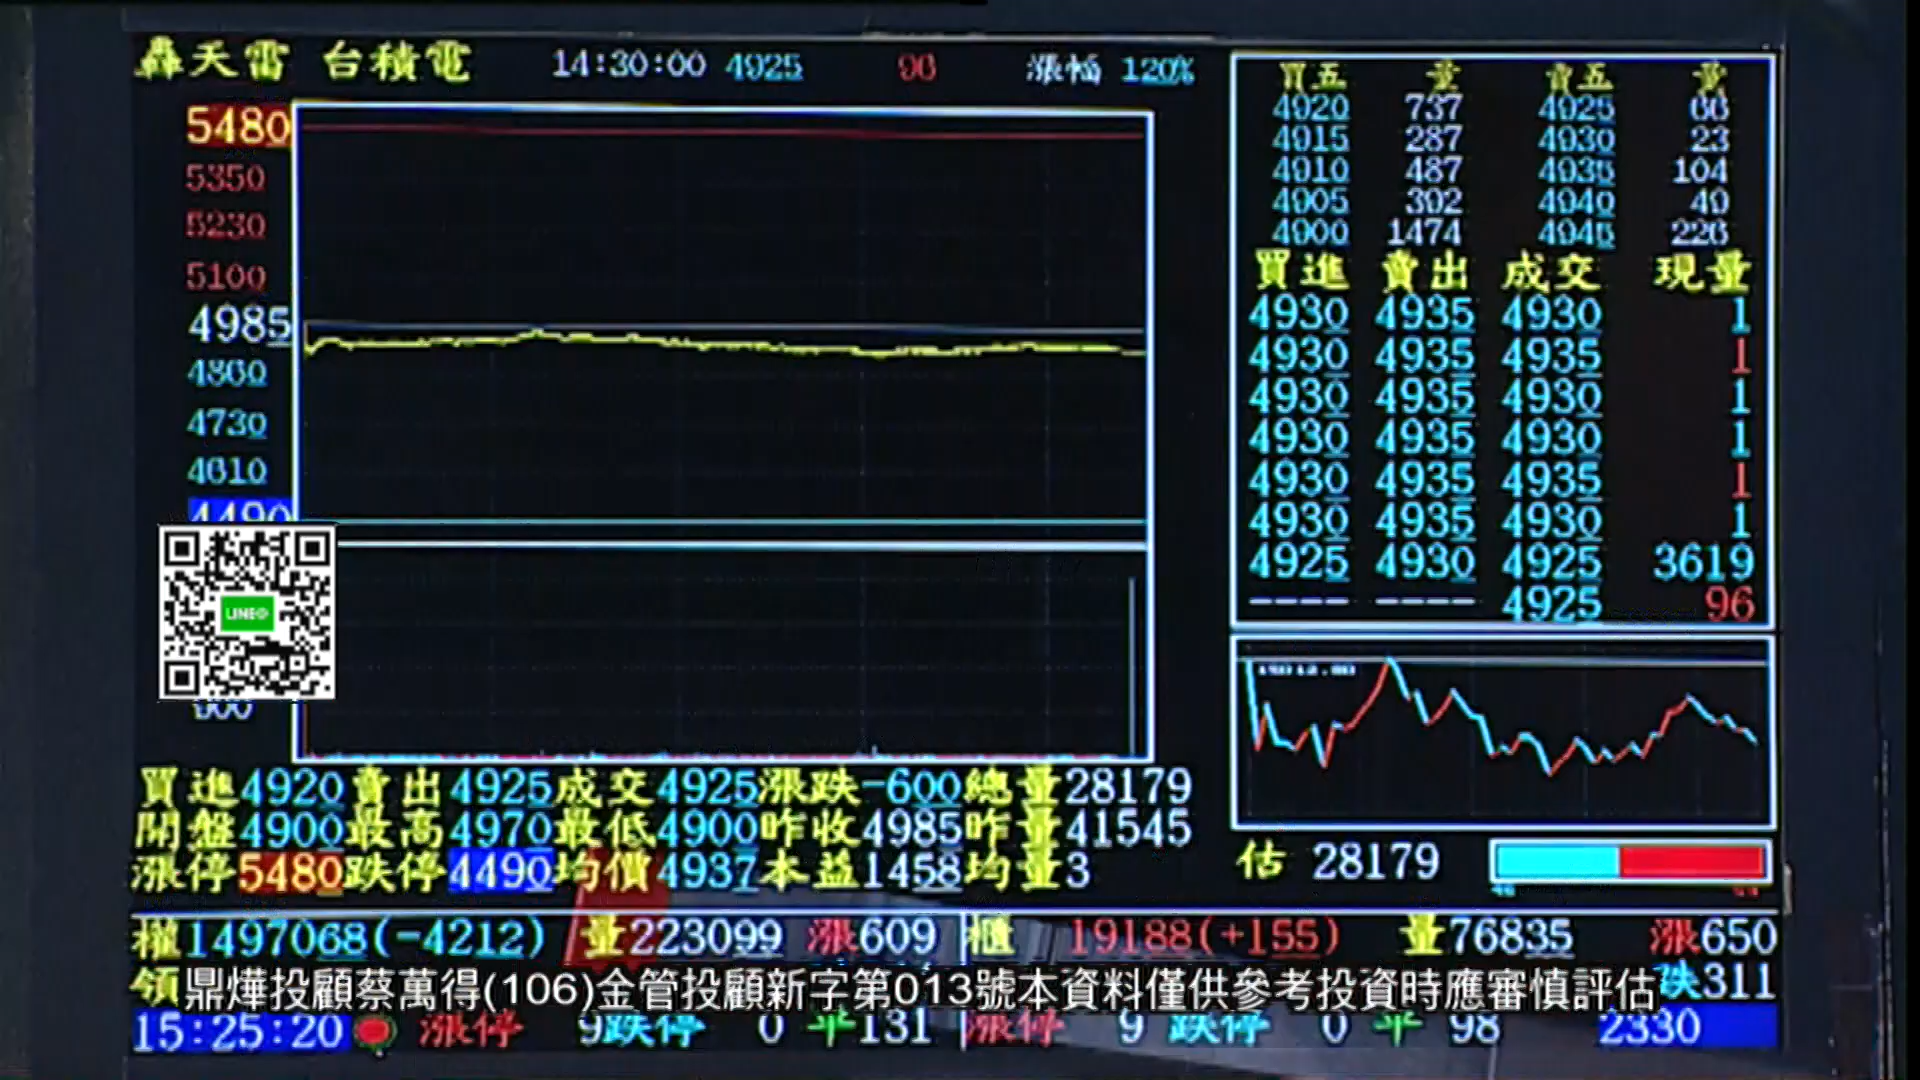 轟天雷 台積電 14:30:00 4925 96 漲幅 120%
5480
5350
5230
5100
4985
4860
4730
4610
4490
900
買五 量 賣五 量
4920 737 4925 66
4915 287 4930 23
4910 487 4935 104
4905 302 4940 49
4900 1474 4945 226
買進 賣出 成交 現量
4930 4935 4930 1
4930 4935 4935 1
4930 4935 4930 1
4930 4935 4930 1
4930 4935 4935 1
4930 4935 4930 1
4925 4930 4925 3619
----- ----- 4925 96
LINE@
買進4920賣出4925成交4925漲跌-600總量28179
開盤4900最高4970最低4900昨收4985昨量41545
漲停5480跌停4490均價4937本益1458均量3
估 28179
權1497068(-4212) 量223099 漲609 櫃 19188(+155) 量76835 漲650
領 跌311
鼎燁投顧蔡萬得(106)金管投顧新字第013號本資料僅供參考投資時應審慎評估
15:25:20 漲停 9跌停 0 平131 漲停 9 跌停 0 平 98 2330